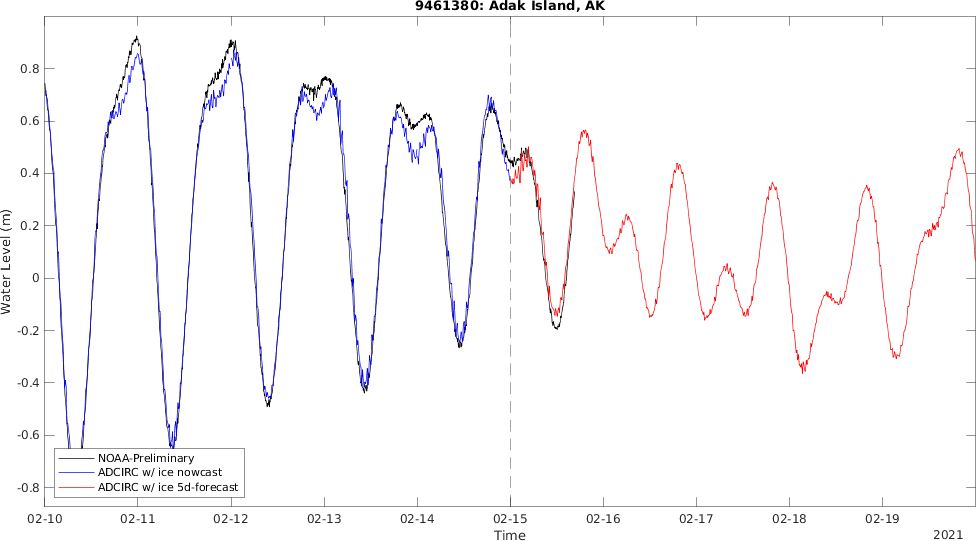 9461380: Adak Island, AK
Water Level (m)
0.8
0.6
0.4
0.2
0
-0.2
-0.4
-0.6
-0.8
NOAA-Preliminary
ADCIRC w/ ice nowcast
ADCIRC w/ ice 5d-forecast
02-10 02-11 02-12 02-13 02-14 02-15 02-16 02-17 02-18 02-19
Time
2021